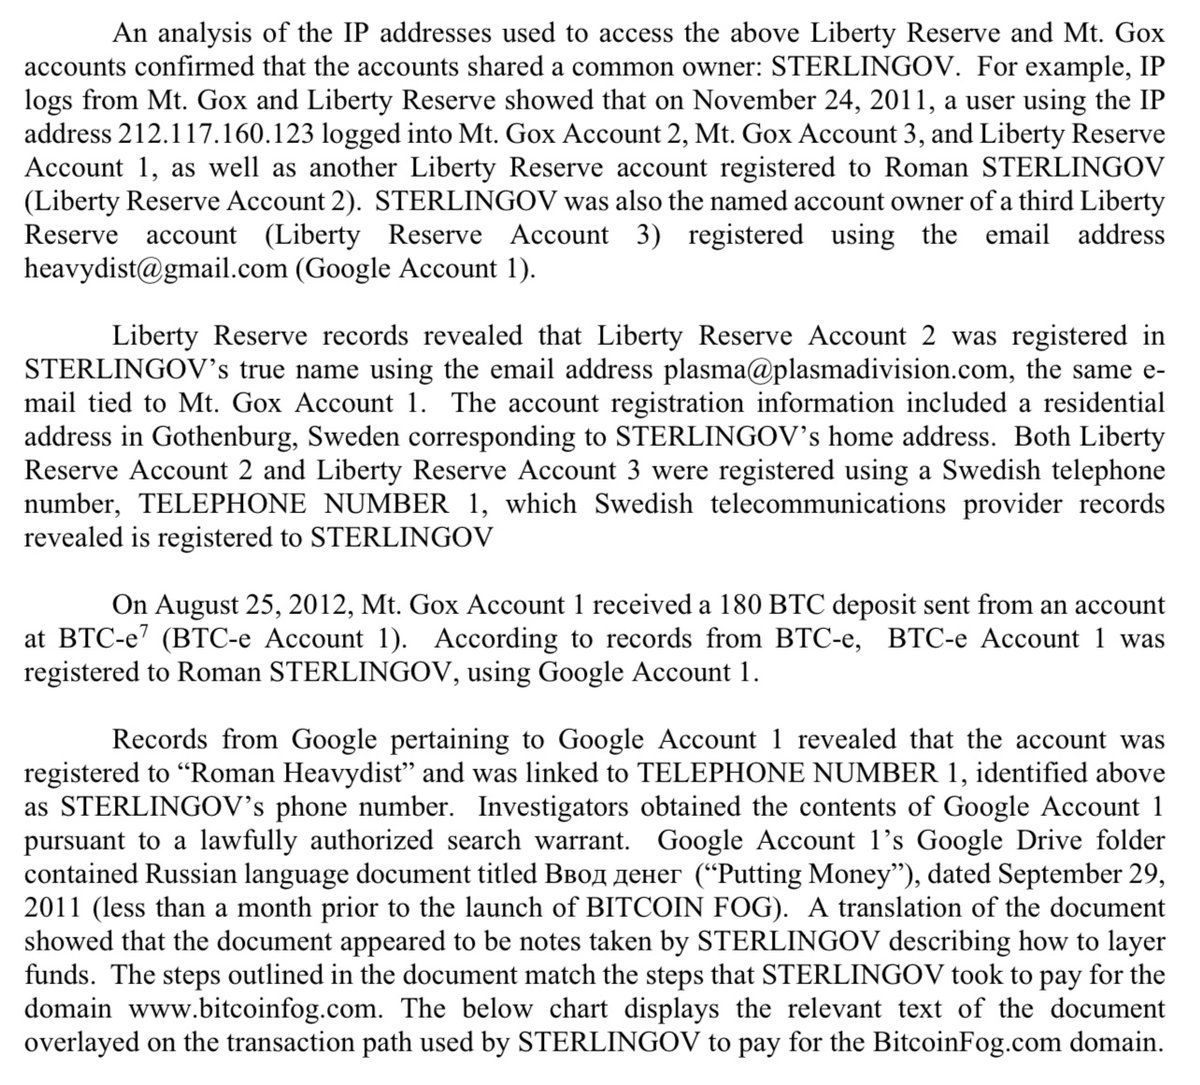 An analysis of the IP addresses used to access the above Liberty Reserve and Mt. Gox
accounts confirmed that the accounts shared a common owner: STERLINGOV. For example, IP
logs from Mt. Gox and Liberty Reserve showed that on November 24, 2011, a user using the IP
address 212.117.160.123 logged into Mt. Gox Account 2, Mt. Gox Account 3, and Liberty Reserve
Account 1, as well as another Liberty Reserve account registered to Roman STERLINGOV
(Liberty Reserve Account 2). STERLINGOV was also the named account owner of a third Liberty
Reserve account (Liberty Reserve Account 3) registered using the email address
heavydist@gmail.com (Google Account 1).
Liberty Reserve records revealed that Liberty Reserve Account 2 was registered in
STERLINGOV’s true name using the email address plasma@plasmadivision.com, the same e-
mail tied to Mt. Gox Account 1. The account registration information included a residential
address in Gothenburg, Sweden corresponding to STERLINGOV’s home address. Both Liberty
Reserve Account 2 and Liberty Reserve Account 3 were registered using a Swedish telephone
number, TELEPHONE NUMBER 1, which Swedish telecommunications provider records
revealed is registered to STERLINGOV
On August 25, 2012, Mt. Gox Account 1 received a 180 BTC deposit sent from an account
at BTC-e⁷ (BTC-e Account 1). According to records from BTC-e, BTC-e Account 1 was
registered to Roman STERLINGOV, using Google Account 1.
Records from Google pertaining to Google Account 1 revealed that the account was
registered to “Roman Heavydist” and was linked to TELEPHONE NUMBER 1, identified above
as STERLINGOV’s phone number. Investigators obtained the contents of Google Account 1
pursuant to a lawfully authorized search warrant. Google Account 1’s Google Drive folder
contained Russian language document titled Ввод денег (“Putting Money”), dated September 29,
2011 (less than a month prior to the launch of BITCOIN FOG). A translation of the document
showed that the document appeared to be notes taken by STERLINGOV describing how to layer
funds. The steps outlined in the document match the steps that STERLINGOV took to pay for the
domain www.bitcoinfog.com. The below chart displays the relevant text of the document
overlayed on the transaction path used by STERLINGOV to pay for the BitcoinFog.com domain.